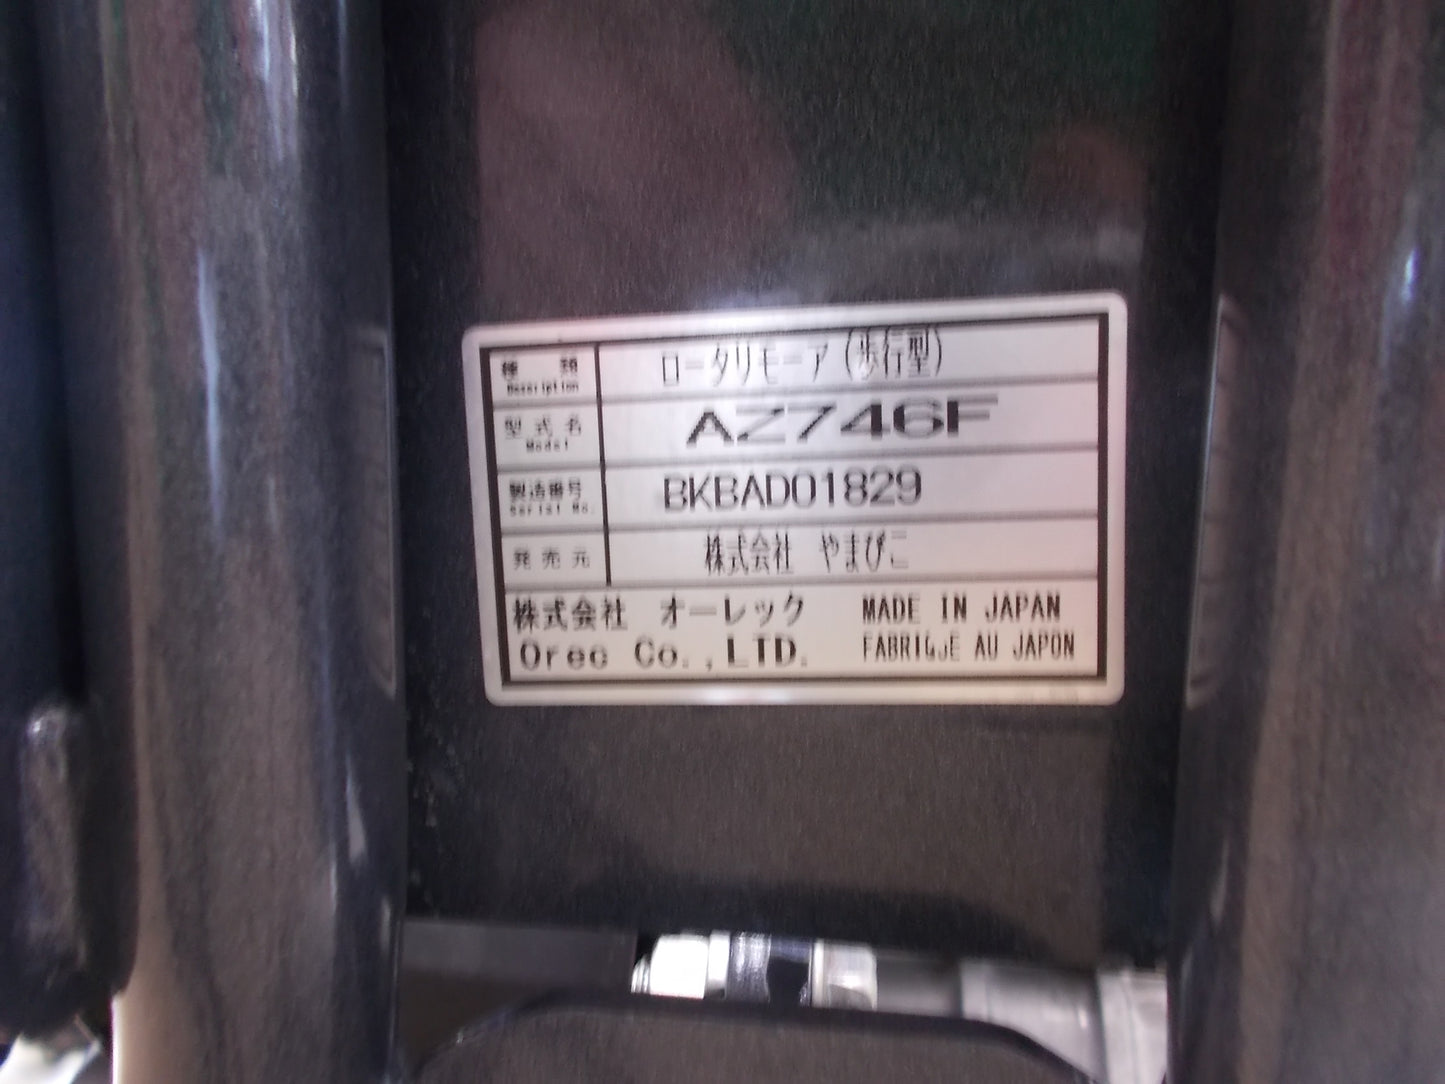 種類 ロータリモーア(歩行型)
Description
型式名 AZ746F
Model
製造番号 BKBAD01829
Serial No.
発売元 株式会社 やまびこ
株式会社 オーレック MADE IN JAPAN
Orec Co.,LTD. FABRIQUE AU JAPON